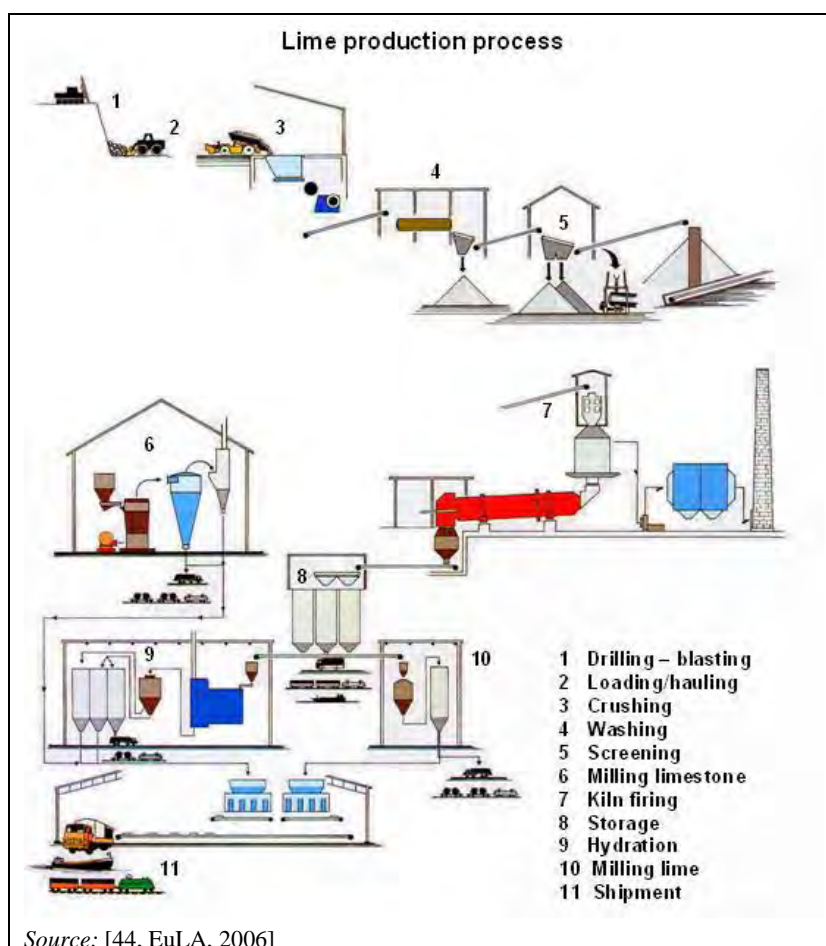 Lime production process
1
2
3
4
5
6
7
8
9
10
11
1 Drilling – blasting
2 Loading/hauling
3 Crushing
4 Washing
5 Screening
6 Milling limestone
7 Kiln firing
8 Storage
9 Hydration
10 Milling lime
11 Shipment
Source: [44, EuLA, 2006]